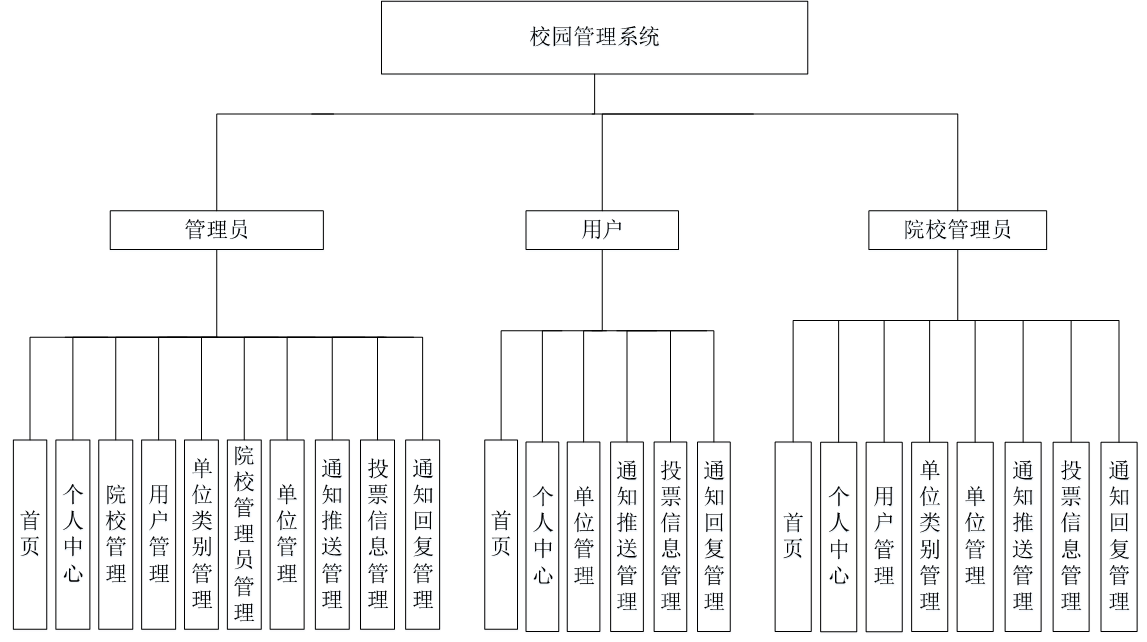 校园管理系统
管理员
用户
院校管理员
首页
个人中心
院校管理
用户管理
单位类别管理
院校管理员管理
单位管理
通知推送管理
投票信息管理
通知回复管理
首页
个人中心
单位管理
通知推送管理
投票信息管理
通知回复管理
首页
个人中心
用户管理
单位类别管理
单位管理
通知推送管理
投票信息管理
通知回复管理